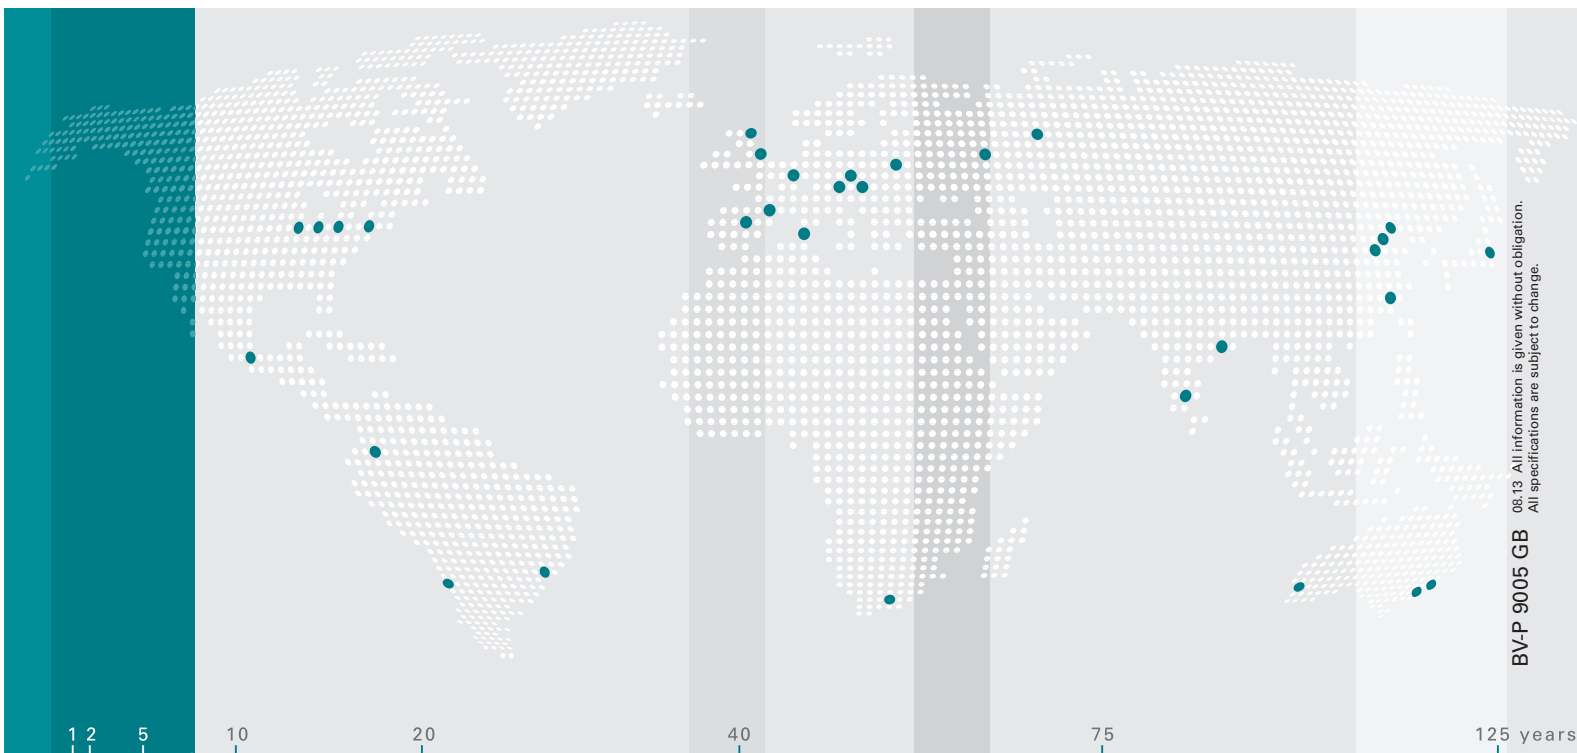 08.13 All information is given without obligation.
All specifications are subject to change.
BV-P 9005 GB
1 2 5 10 20 40 75 125 years